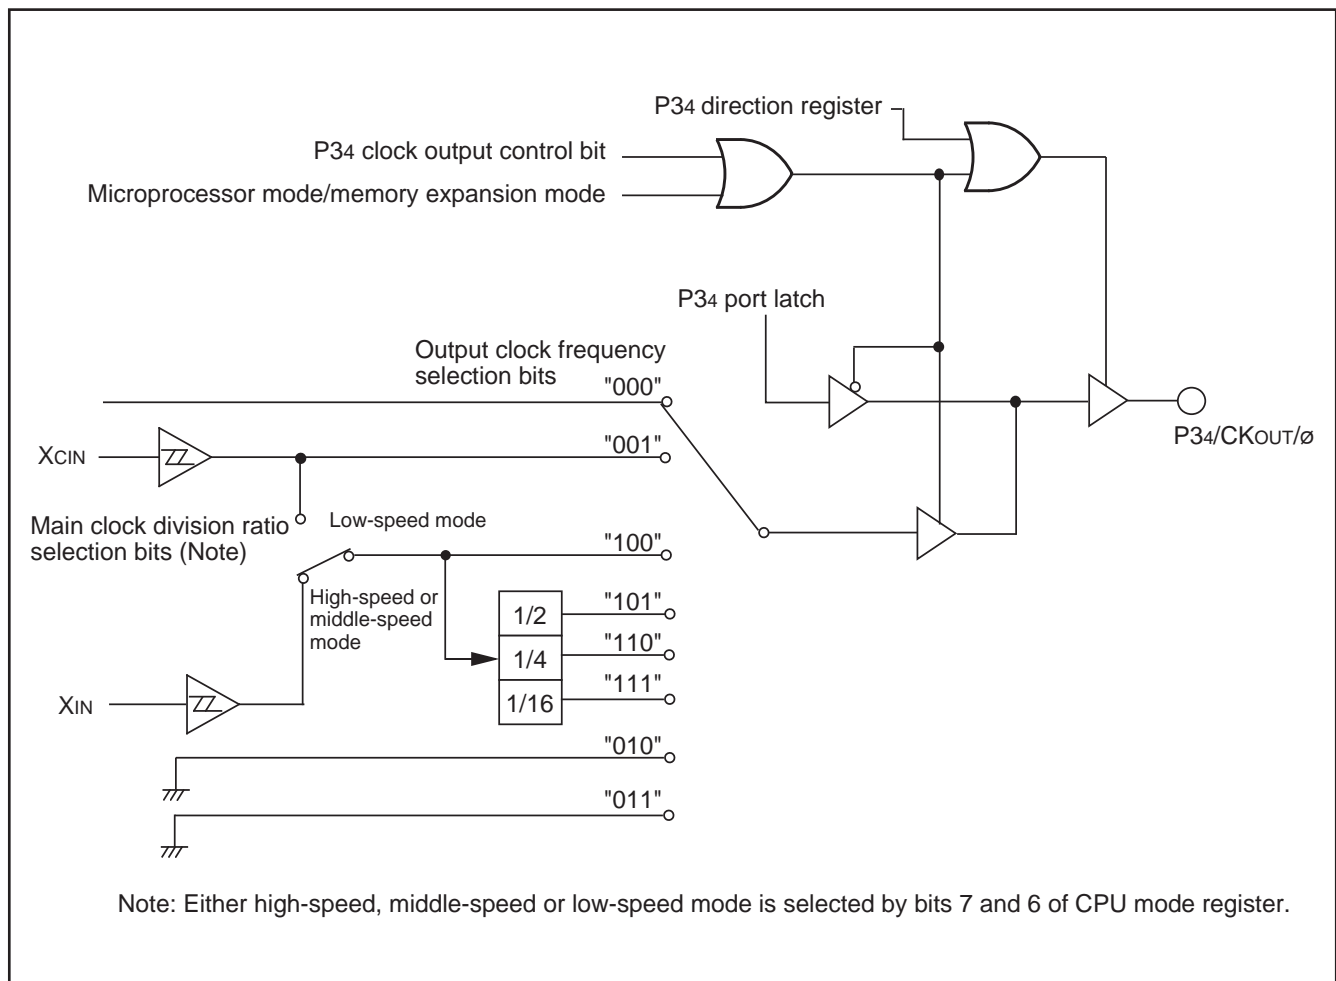 P34 direction register
P34 clock output control bit
Microprocessor mode/memory expansion mode
P34 port latch
Output clock frequency
selection bits
"000"
P34/CKOUT/ø
XCIN
"001"
Main clock division ratio
selection bits (Note)
Low-speed mode
"100"
High-speed or
middle-speed
mode
1/2
"101"
1/4
"110"
1/16
"111"
XIN
"010"
"011"
Note: Either high-speed, middle-speed or low-speed mode is selected by bits 7 and 6 of CPU mode register.